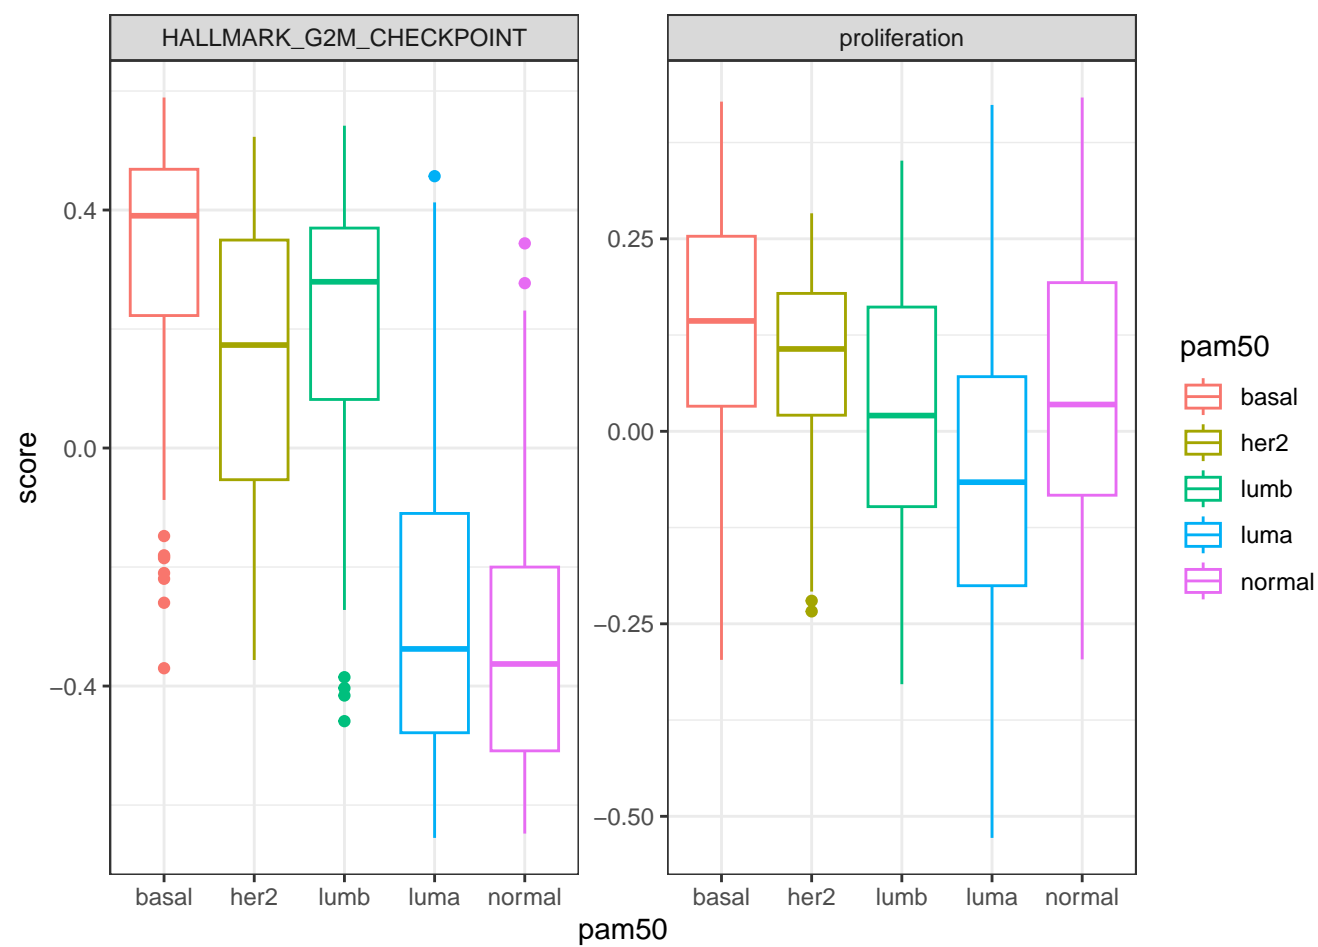 HALLMARK_G2M_CHECKPOINT
proliferation
score
0.4
0.0
−0.4
0.25
0.00
−0.25
−0.50
basal her2 lumb luma normal
basal her2 lumb luma normal
pam50
pam50
basal
her2
lumb
luma
normal